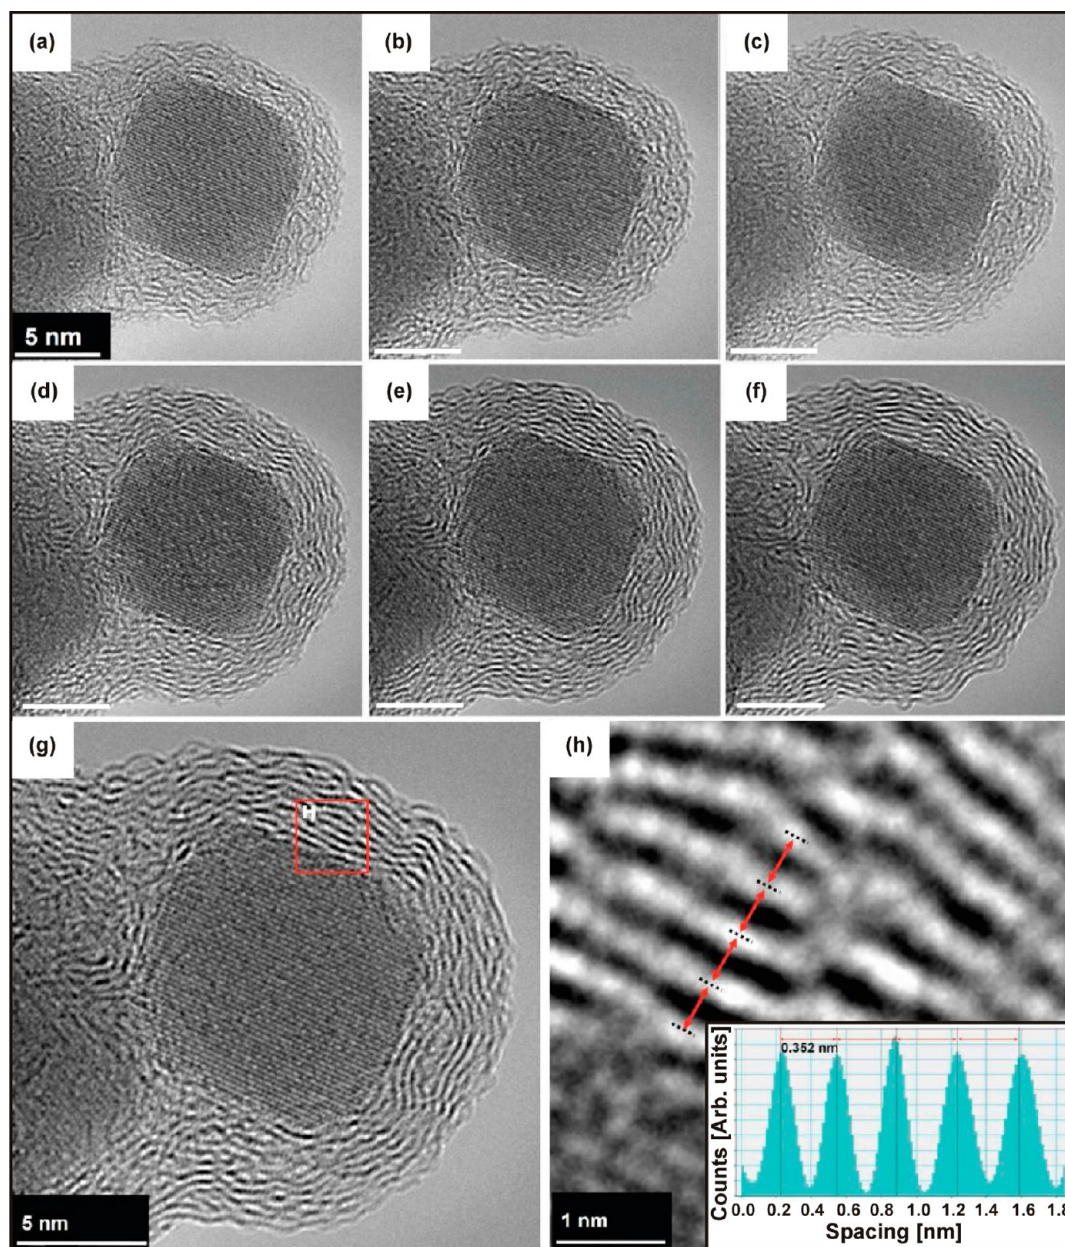 (a)
(b)
(c)
5 nm
(d)
(e)
(f)
(g)
H
5 nm
(h)
1 nm
0.352 nm
Counts [Arb. units]
0.0 0.2 0.4 0.6 0.8 1.0 1.2 1.4 1.6 1.8
Spacing [nm]